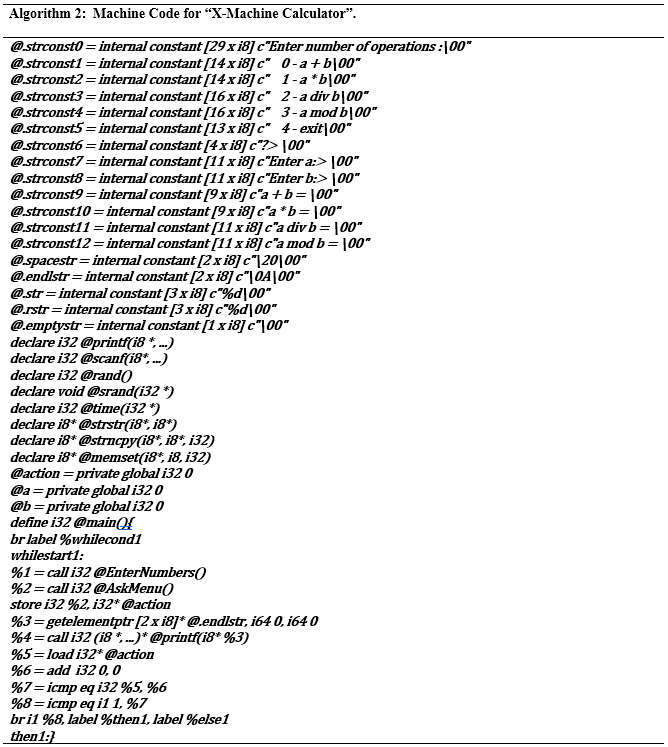 Algorithm 2:  Machine Code for “X-Machine Calculator”.
@.strconst0 = internal constant [29 x i8] c"Enter number of operations :\00"
@.strconst1 = internal constant [14 x i8] c"   0 - a + b\00"
@.strconst2 = internal constant [14 x i8] c"   1 - a * b\00"
@.strconst3 = internal constant [16 x i8] c"   2 - a div b\00"
@.strconst4 = internal constant [16 x i8] c"   3 - a mod b\00"
@.strconst5 = internal constant [13 x i8] c"   4 - exit\00"
@.strconst6 = internal constant [4 x i8] c"?> \00"
@.strconst7 = internal constant [11 x i8] c"Enter a:> \00"
@.strconst8 = internal constant [11 x i8] c"Enter b:> \00"
@.strconst9 = internal constant [9 x i8] c"a + b = \00"
@.strconst10 = internal constant [9 x i8] c"a * b = \00"
@.strconst11 = internal constant [11 x i8] c"a div b = \00"
@.strconst12 = internal constant [11 x i8] c"a mod b = \00"
@.spacestr = internal constant [2 x i8] c"\20\00"
@.endlstr = internal constant [2 x i8] c"\0A\00"
@.str = internal constant [3 x i8] c"%d\00"
@.rstr = internal constant [3 x i8] c"%d\00"
@.emptystr = internal constant [1 x i8] c"\00"
declare i32 @printf(i8 *, ...)
declare i32 @scanf(i8*, ...)
declare i32 @rand()
declare void @srand(i32 *)
declare i32 @time(i32 *)
declare i8* @strstr(i8*, i8*)
declare i8* @strncpy(i8*, i8*, i32)
declare i8* @memset(i8*, i8, i32)
@action = private global i32 0
@a = private global i32 0
@b = private global i32 0
define i32 @main(){
br label %whilecond1
whilestart1:
%1 = call i32 @EnterNumbers()
%2 = call i32 @AskMenu()
store i32 %2, i32* @action
%3 = getelementptr [2 x i8]* @.endlstr, i64 0, i64 0
%4 = call i32 (i8 *, ...)* @printf(i8* %3)
%5 = load i32* @action
%6 = add  i32 0, 0
%7 = icmp eq i32 %5, %6
%8 = icmp eq i1 1, %7
br i1 %8, label %then1, label %else1
then1:}